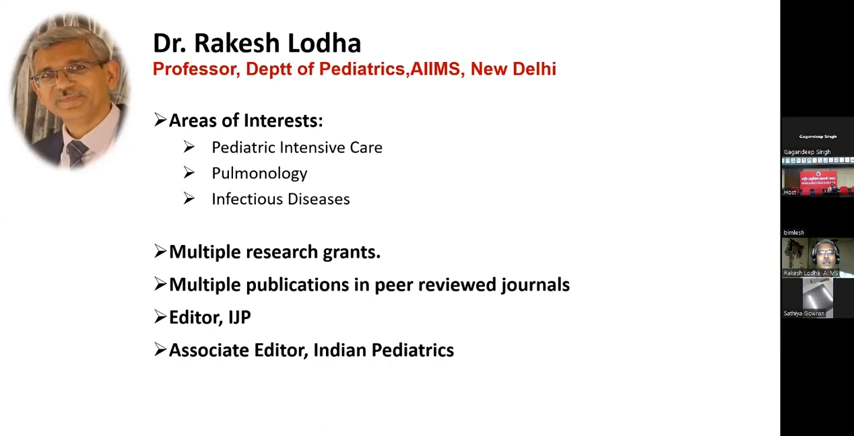 Dr. Rakesh Lodha
Professor, Deptt of Pediatrics,AIIMS, New Delhi
➢Areas of Interests:
➢ Pediatric Intensive Care
➢ Pulmonology
➢ Infectious Diseases
➢Multiple research grants.
➢Multiple publications in peer reviewed journals
➢Editor, IJP
➢Associate Editor, Indian Pediatrics
Gagandeep Singh
Gagandeep Singh
Host
bimlesh
Rakesh Lodha, AIIMS
Sathiya Gowran